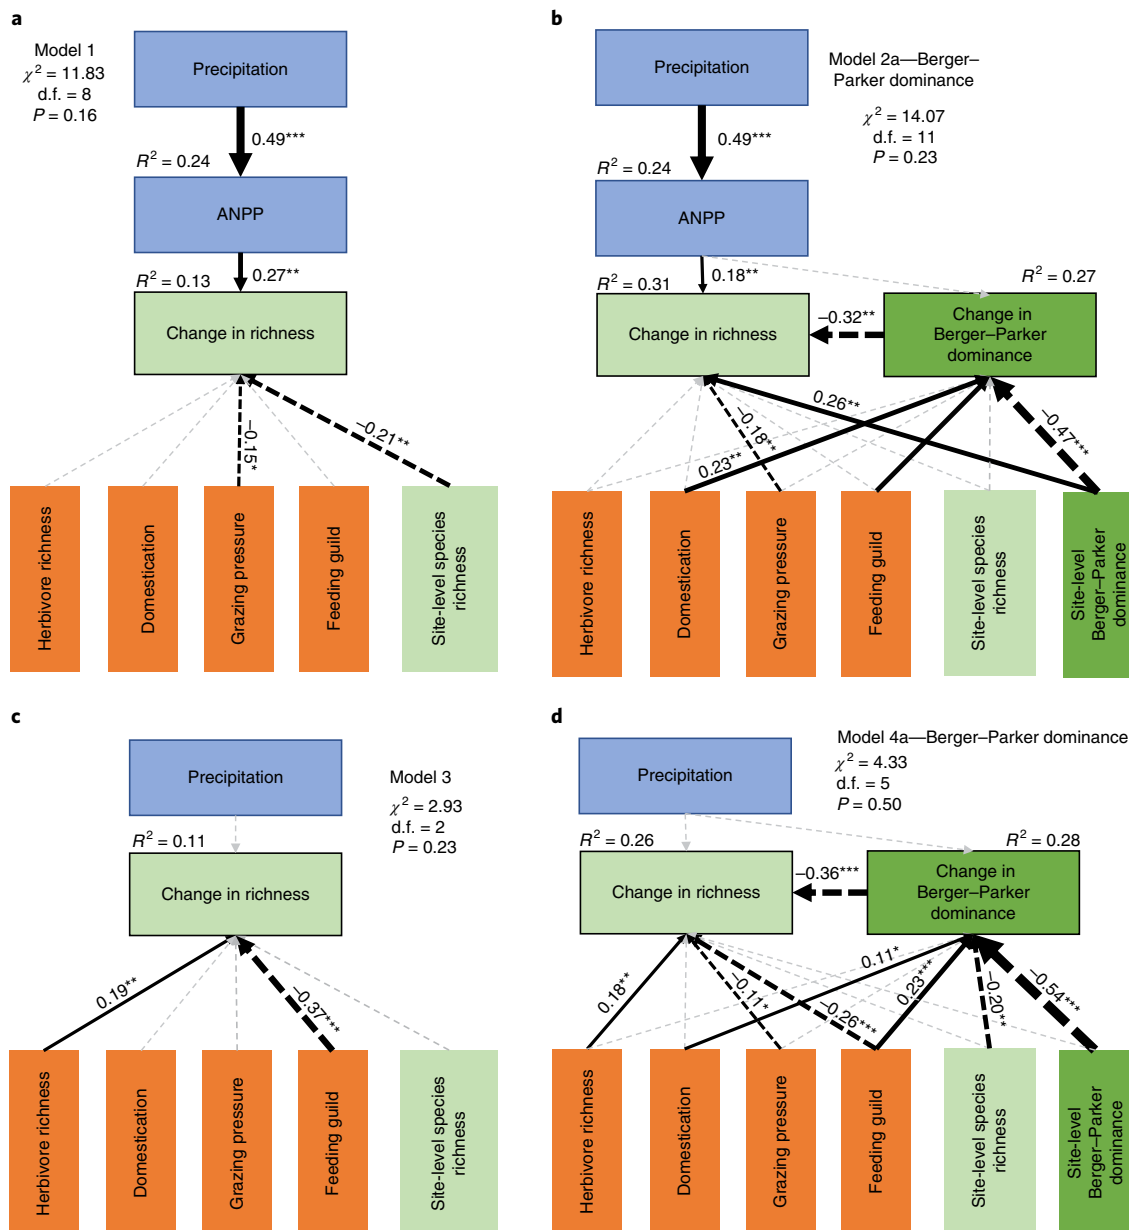 a
Model 1
χ² = 11.83
d.f. = 8
P = 0.16
Precipitation
0.49***
R² = 0.24
ANPP
0.27**
R² = 0.13
Change in richness
–0.15*
–0.21**
Herbivore richness
Domestication
Grazing pressure
Feeding guild
Site-level species
richness
b
Model 2a—Berger–
Parker dominance
χ² = 14.07
d.f. = 11
P = 0.23
Precipitation
0.49***
R² = 0.24
ANPP
0.18**
R² = 0.31
R² = 0.27
Change in richness
–0.32**
Change in
Berger–Parker
dominance
0.23**
–0.18**
0.26**
–0.47***
Herbivore richness
Domestication
Grazing pressure
Feeding guild
Site-level species
richness
Site-level
Berger–Parker
dominance
c
Model 3
χ² = 2.93
d.f. = 2
P = 0.23
Precipitation
R² = 0.11
Change in richness
0.19**
–0.37***
Herbivore richness
Domestication
Grazing pressure
Feeding guild
Site-level species
richness
d
Model 4a—Berger–Parker dominance
χ² = 4.33
d.f. = 5
P = 0.50
Precipitation
R² = 0.26
R² = 0.28
Change in richness
–0.36***
Change in
Berger–Parker
dominance
0.18**
–0.11*
–0.26***
0.11*
0.23***
–0.20**
–0.54***
Herbivore richness
Domestication
Grazing pressure
Feeding guild
Site-level species
richness
Site-level
Berger–Parker
dominance